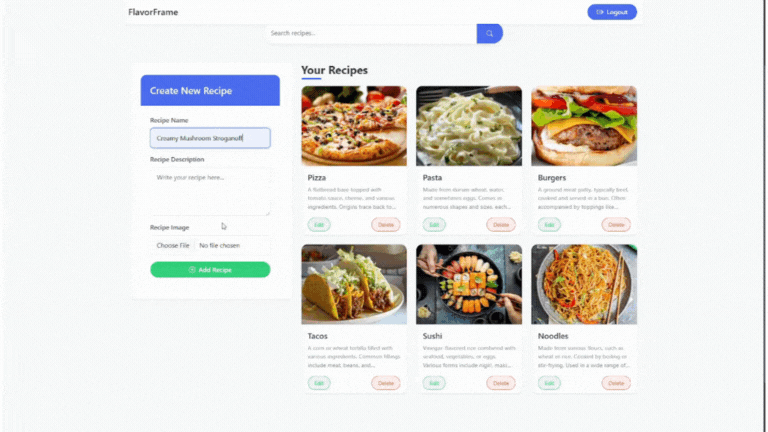 FlavorFrame
Logout
Search recipes...
Create New Recipe
Recipe Name
Creamy Mushroom Stroganoff
Recipe Description
Write your recipe here...
Recipe Image
Choose File No file chosen
Add Recipe
Your Recipes
Pizza
A flatbread base topped with
tomato sauce, cheese, and various
ingredients. Origins trace back to...
Edit Delete
Pasta
Made from durum wheat, water,
and sometimes eggs. Comes in
numerous shapes and sizes, each...
Edit Delete
Burgers
A ground meat patty, typically beef,
cooked and served in a bun. Often
accompanied by toppings like...
Edit Delete
Tacos
A corn or wheat tortilla filled with
various ingredients. Common fillings
include meat, beans, and...
Edit Delete
Sushi
Vinegar-flavored rice combined with
seafood, vegetables, or eggs.
Various forms include nigiri, maki...
Edit Delete
Noodles
Made from various flours, such as
wheat or rice. Cooked by boiling or
stir-frying. Used in a wide range of...
Edit Delete